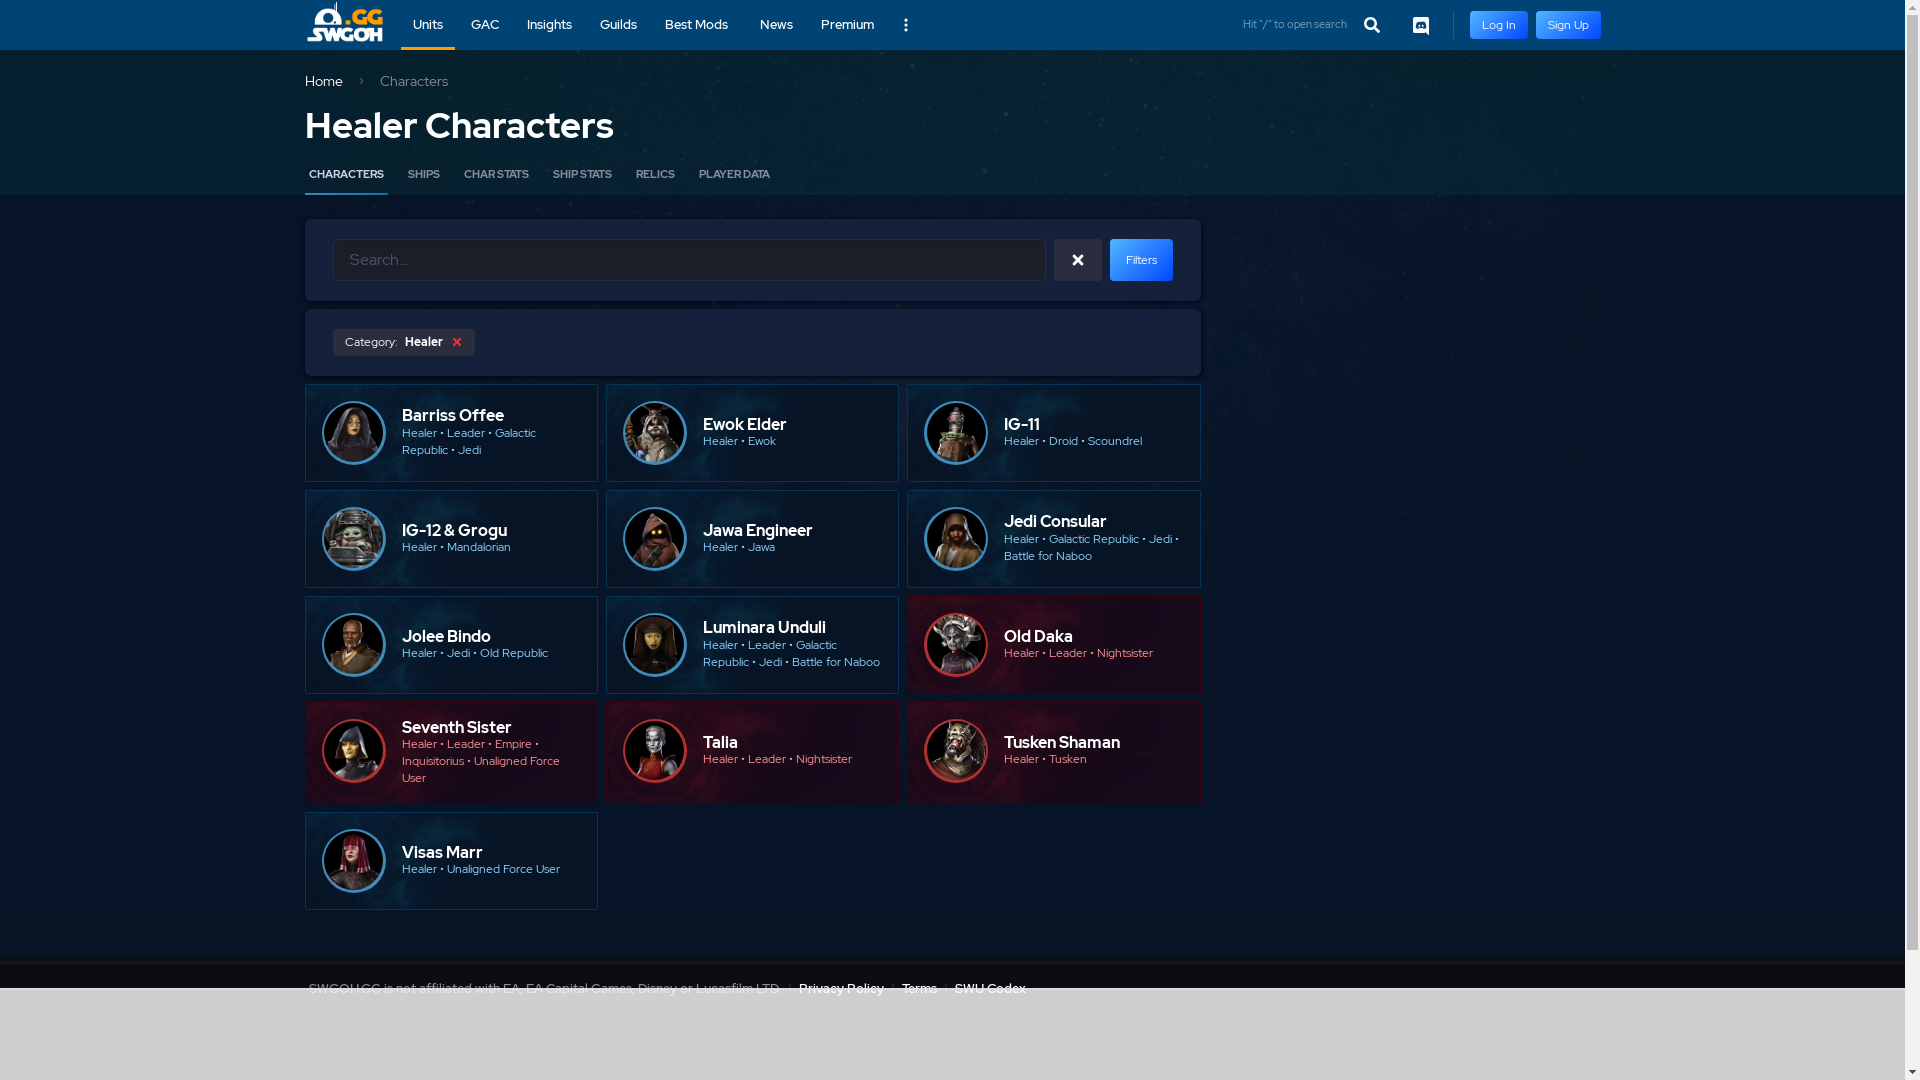 .GG
SWGOH
Units
GAC
Insights
Guilds
Best Mods
News
Premium
Hit "/" to open search
Log In
Sign Up
Home
Characters
Healer Characters
CHARACTERS
SHIPS
CHAR STATS
SHIP STATS
RELICS
PLAYER DATA
Search...
Filters
Category: Healer
Barriss Offee
Healer • Leader • Galactic
Republic • Jedi
Ewok Elder
Healer • Ewok
IG-11
Healer • Droid • Scoundrel
IG-12 & Grogu
Healer • Mandalorian
Jawa Engineer
Healer • Jawa
Jedi Consular
Healer • Galactic Republic • Jedi •
Battle for Naboo
Jolee Bindo
Healer • Jedi • Old Republic
Luminara Unduli
Healer • Leader • Galactic
Republic • Jedi • Battle for Naboo
Old Daka
Healer • Leader • Nightsister
Seventh Sister
Healer • Leader • Empire •
Inquisitorius • Unaligned Force
User
Talia
Healer • Leader • Nightsister
Tusken Shaman
Healer • Tusken
Visas Marr
Healer • Unaligned Force User
SWGOH.GG is not affiliated with EA, EA Capital Games, Disney or Lucasfilm LTD. | Privacy Policy | Terms | SWU Codex